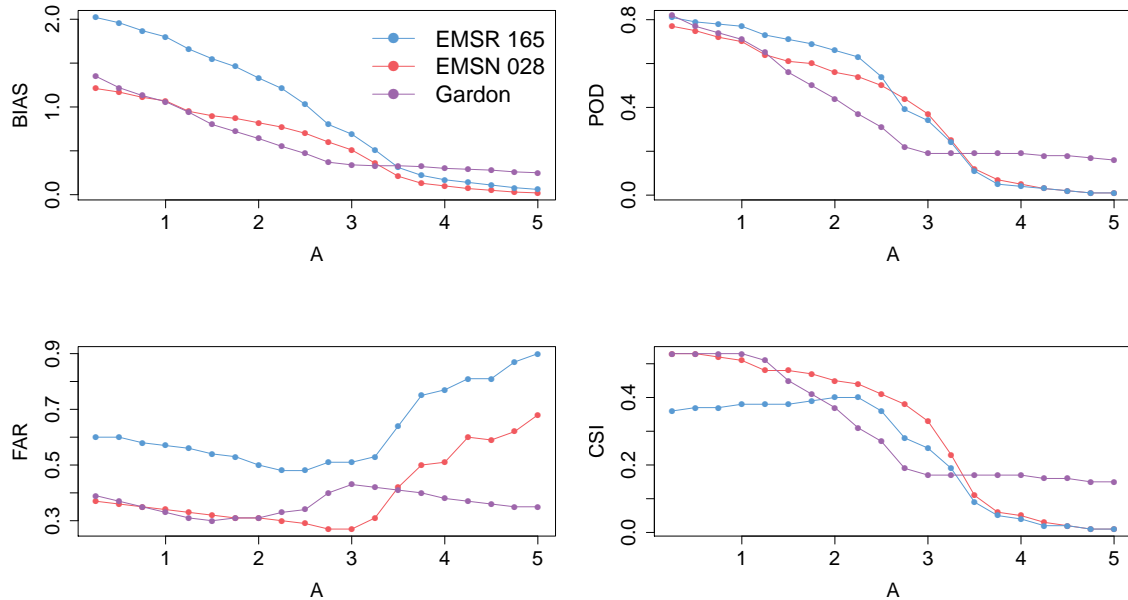 BIAS
0.0 1.0 2.0
1 2 3 4 5
A
EMSR 165
EMSN 028
Gardon
POD
0.0 0.4 0.8
1 2 3 4 5
A
FAR
0.3 0.5 0.7 0.9
1 2 3 4 5
A
CSI
0.0 0.2 0.4
1 2 3 4 5
A